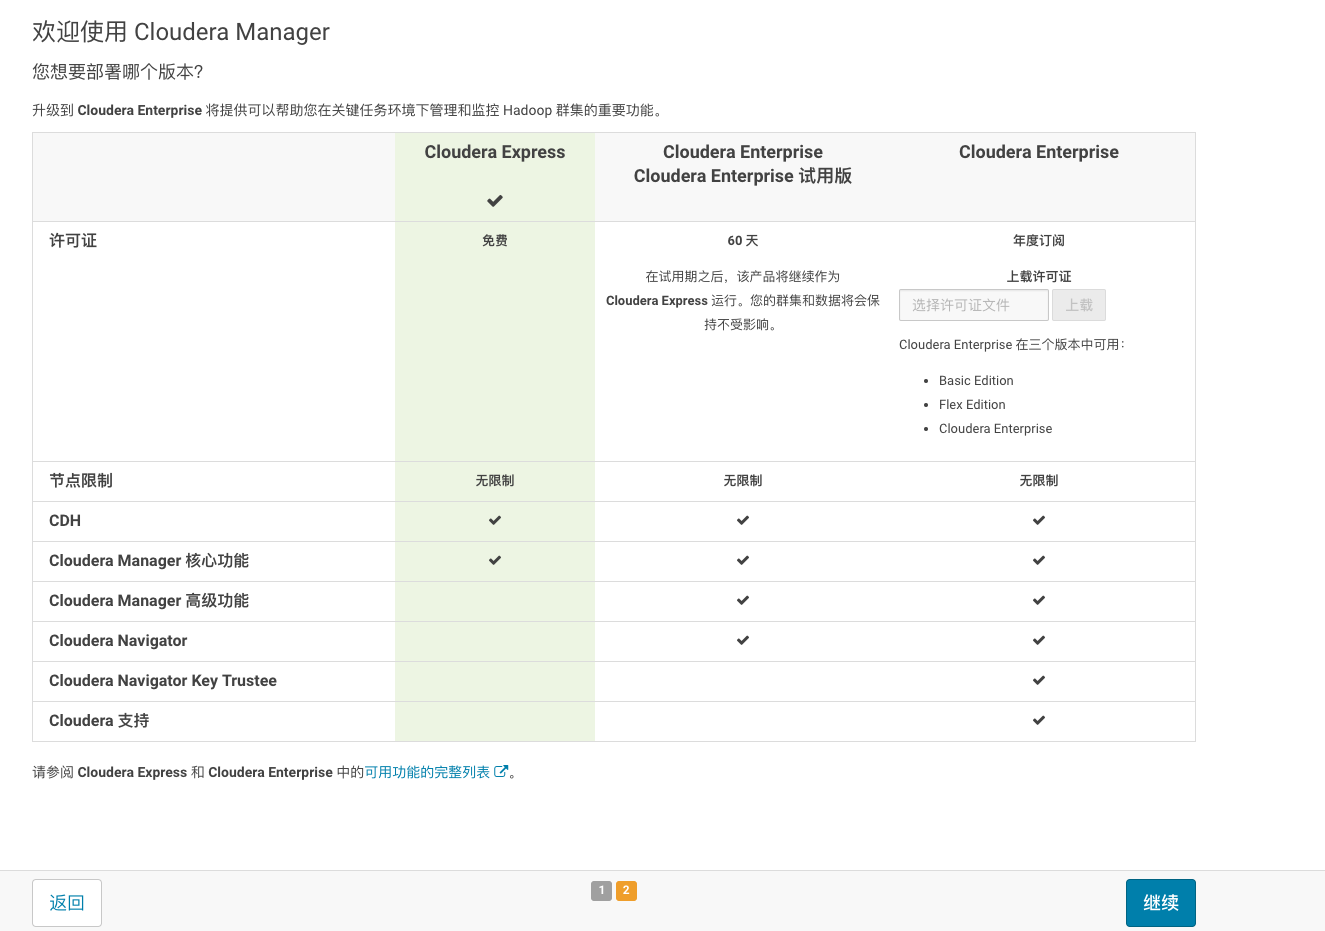 欢迎使用 Cloudera Manager
您想要部署哪个版本?
升级到 Cloudera Enterprise 将提供可以帮助您在关键任务环境下管理和监控 Hadoop 群集的重要功能。
Cloudera Express
Cloudera Enterprise
Cloudera Enterprise 试用版
Cloudera Enterprise
许可证
免费
60 天
在试用期之后，该产品将继续作为
Cloudera Express 运行。您的群集和数据将会保
持不受影响。
年度订阅
上载许可证
选择许可证文件 上载
Cloudera Enterprise 在三个版本中可用：
• Basic Edition
• Flex Edition
• Cloudera Enterprise
节点限制 无限制 无限制 无限制
CDH
Cloudera Manager 核心功能
Cloudera Manager 高级功能
Cloudera Navigator
Cloudera Navigator Key Trustee
Cloudera 支持
请参阅 Cloudera Express 和 Cloudera Enterprise 中的可用功能的完整列表。
返回 1 2 继续